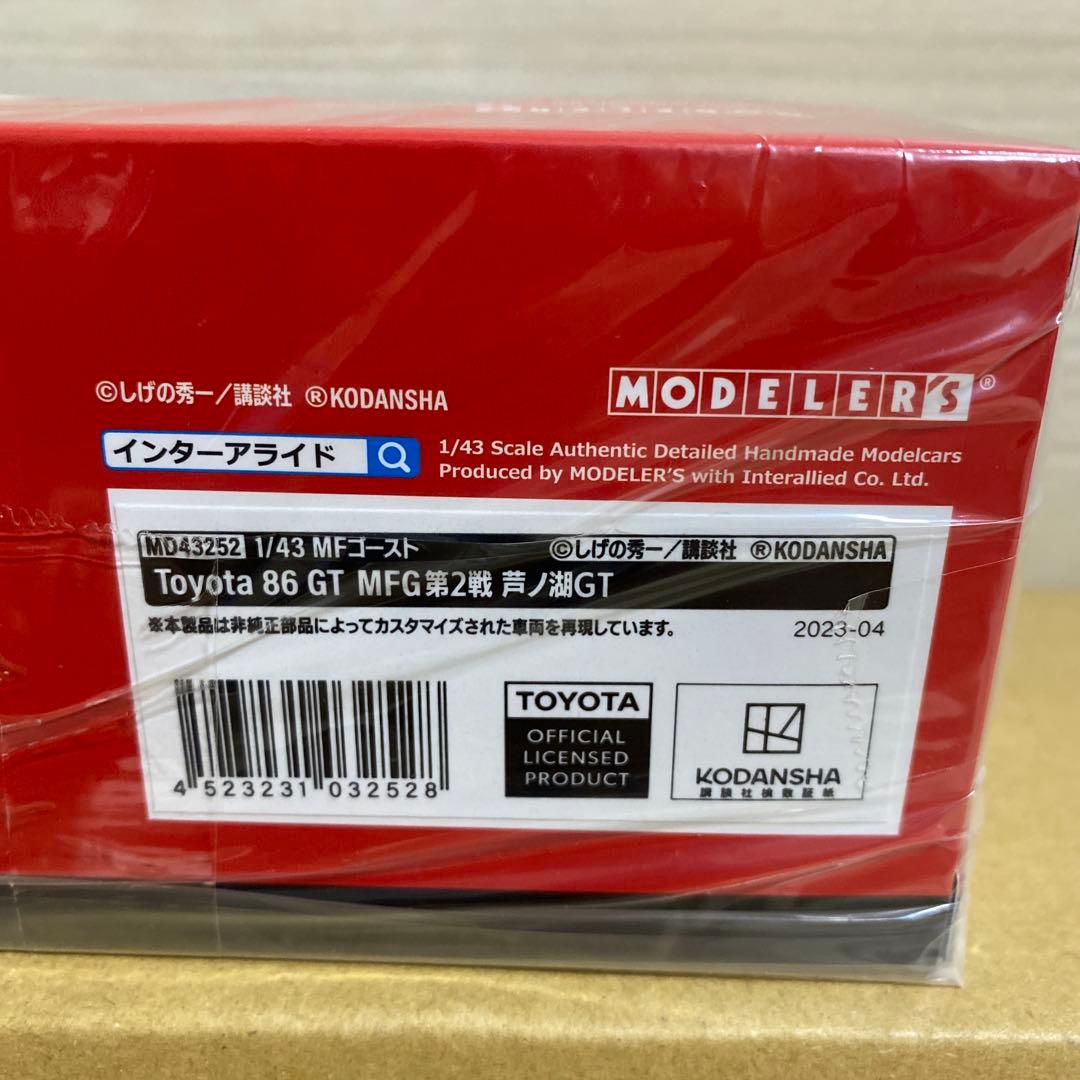 ©しげの秀一/講談社 ®KODANSHA
MODELER'S®
インターアライド
1/43 Scale Authentic Detailed Handmade Modelcars
Produced by MODELER'S with Interallied Co. Ltd.
MD43252 1/43 MFゴースト ©しげの秀一/講談社 ®KODANSHA
Toyota 86 GT MFG第2戦 芦ノ湖GT
※本製品は非純正部品によってカスタマイズされた車両を再現しています。 2023-04
4 523231 032528
TOYOTA
OFFICIAL
LICENSED
PRODUCT
KODANSHA
講談社検数証紙